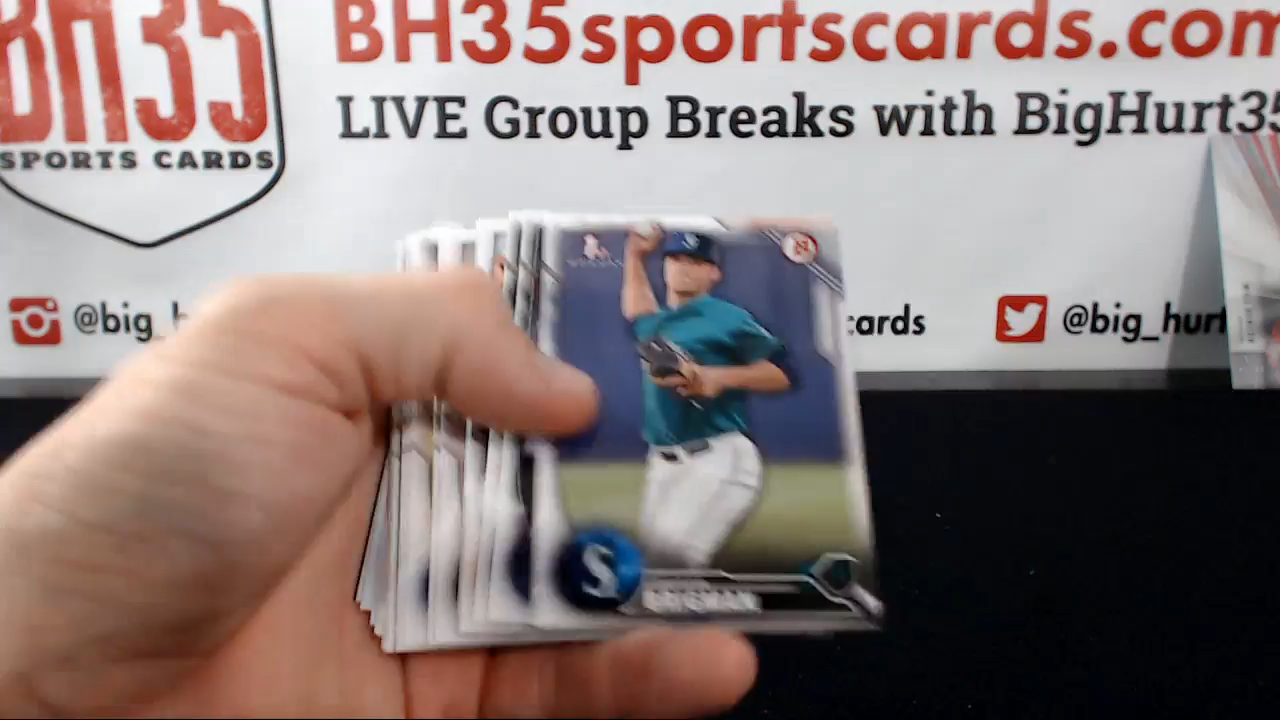 BH35
SPORTS CARDS
BH35sportscards.com
LIVE Group Breaks with BigHurt35
@big_h
cards
@big_hurt
S